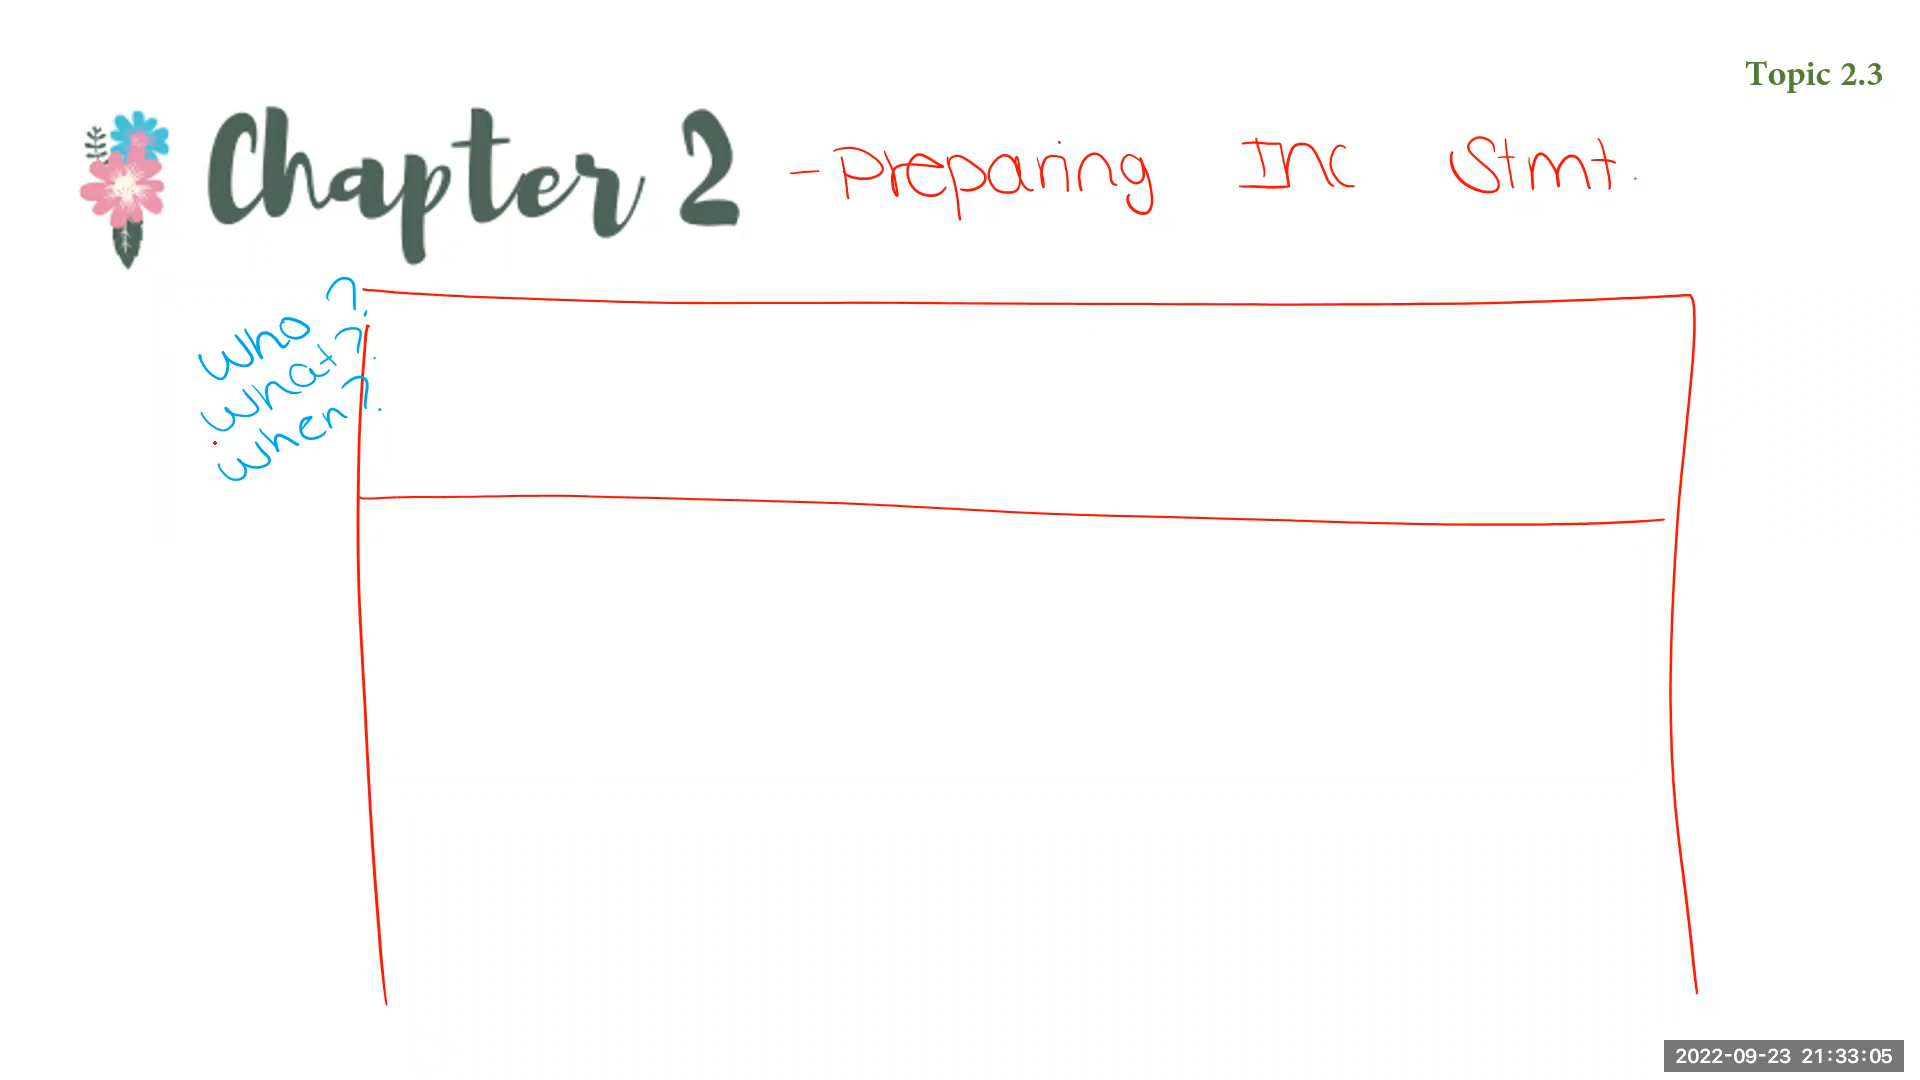 Topic 2.3
Chapter 2 - Preparing Inc Stmt.
Who ?
What ?
When ?
2022-09-23 21:33:05